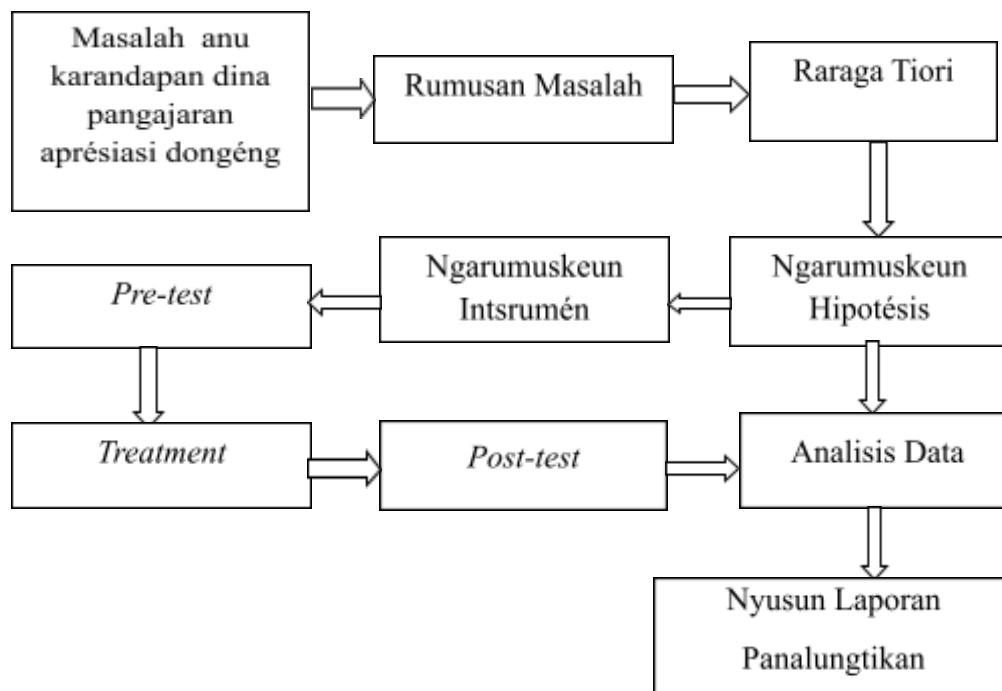 Masalah anu
karandapan dina
pangajaran
aprésiasi dongéng
Rumusan Masalah
Raraga Tiori
Pre-test
Ngarumuskeun
Intsrumén
Ngarumuskeun
Hipotésis
Treatment
Post-test
Analisis Data
Nyusun Laporan
Panalungtikan